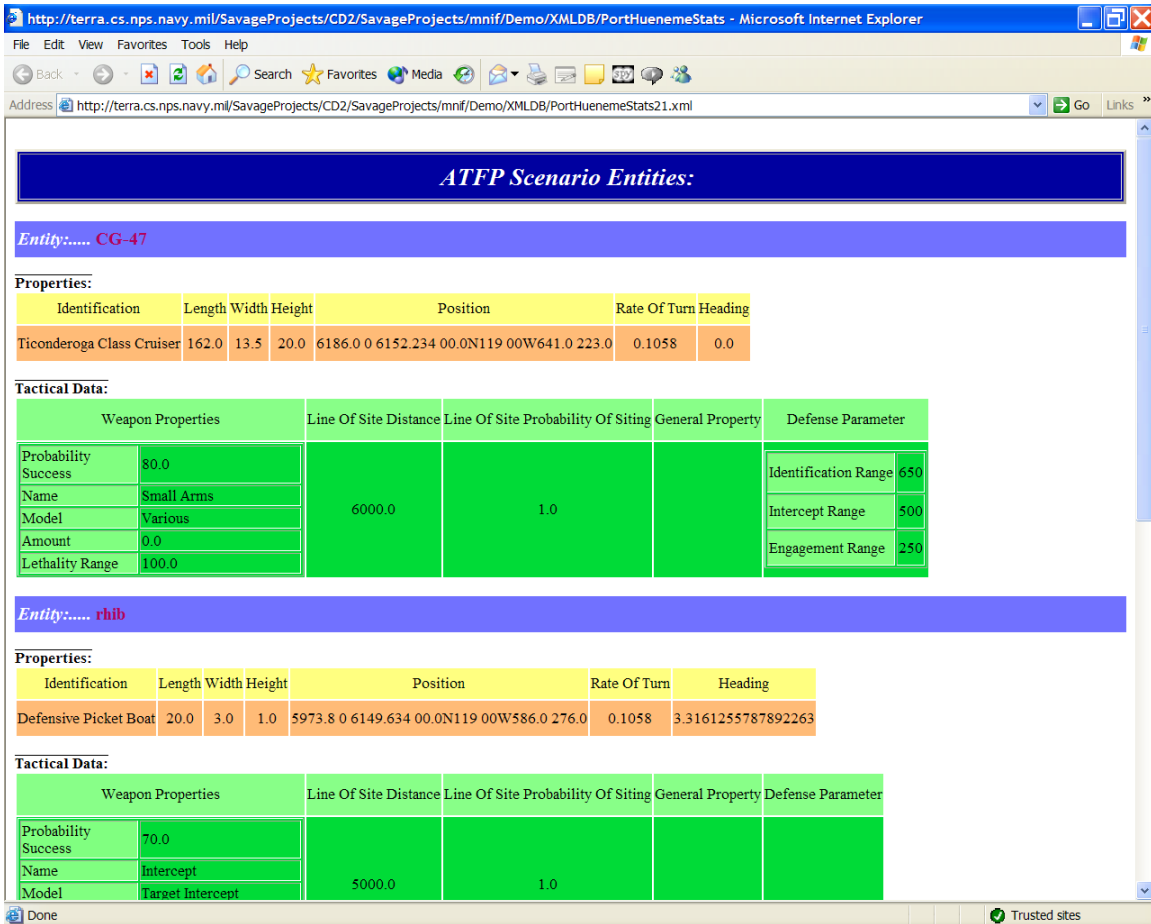 http://terra.cs.nps.navy.mil/SavageProjects/CD2/SavageProjects/mnif/Demo/XMLDB/PortHuenemeStats - Microsoft Internet Explorer
File Edit View Favorites Tools Help
Back Search Favorites Media
Address http://terra.cs.nps.navy.mil/SavageProjects/CD2/SavageProjects/mnif/Demo/XMLDB/PortHuenemeStats21.xml Go Links »
ATFP Scenario Entities:
Entity:..... CG-47
Properties:
Identification Length Width Height Position Rate Of Turn Heading
Ticonderoga Class Cruiser 162.0 13.5 20.0 6186.0 0 6152.234 00.0N119 00W641.0 223.0 0.1058 0.0
Tactical Data:
Weapon Properties Line Of Site Distance Line Of Site Probability Of Siting General Property Defense Parameter
Probability
Success 80.0
Name Small Arms
Model Various
Amount 0.0
Lethality Range 100.0
6000.0 1.0
Identification Range 650
Intercept Range 500
Engagement Range 250
Entity:..... rhib
Properties:
Identification Length Width Height Position Rate Of Turn Heading
Defensive Picket Boat 20.0 3.0 1.0 5973.8 0 6149.634 00.0N119 00W586.0 276.0 0.1058 3.3161255787892263
Tactical Data:
Weapon Properties Line Of Site Distance Line Of Site Probability Of Siting General Property Defense Parameter
Probability
Success 70.0
Name Intercept
Model Target Intercept
5000.0 1.0
Done Trusted sites